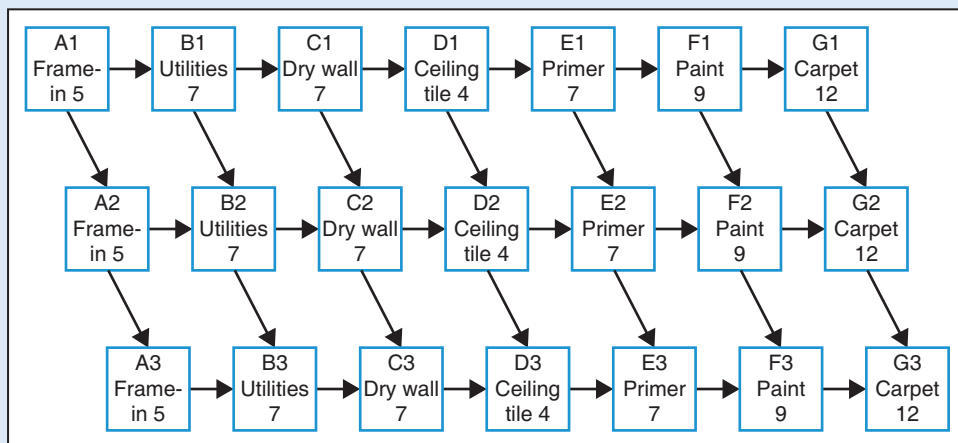 A1
Frame-
in 5
B1
Utilities
7
C1
Dry wall
7
D1
Ceiling
tile 4
E1
Primer
7
F1
Paint
9
G1
Carpet
12
A2
Frame-
in 5
B2
Utilities
7
C2
Dry wall
7
D2
Ceiling
tile 4
E2
Primer
7
F2
Paint
9
G2
Carpet
12
A3
Frame-
in 5
B3
Utilities
7
C3
Dry wall
7
D3
Ceiling
tile 4
E3
Primer
7
F3
Paint
9
G3
Carpet
12